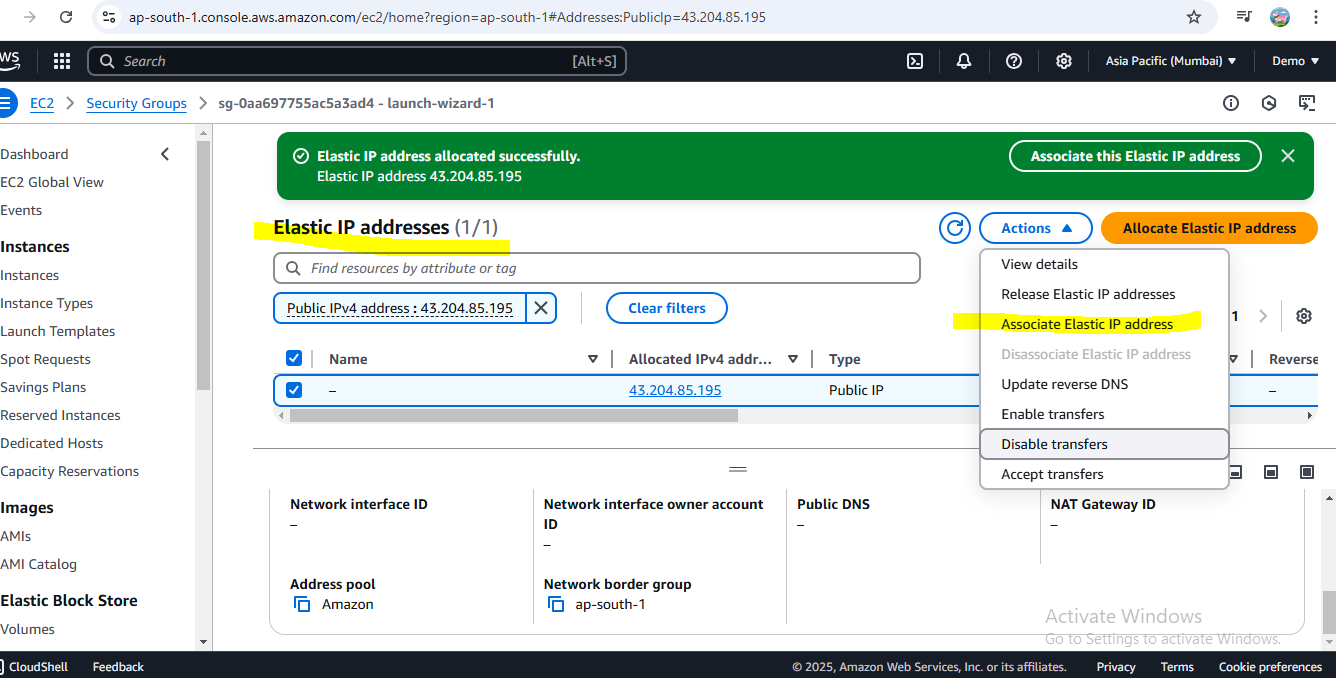 ap-south-1.console.aws.amazon.com/ec2/home?region=ap-south-1#Addresses:PublicIp=43.204.85.195
Search [Alt+S] Asia Pacific (Mumbai) Demo
EC2 Security Groups sg-0aa697755ac5a3ad4 - launch-wizard-1
Dashboard
EC2 Global View
Events
Instances
Instances
Instance Types
Launch Templates
Spot Requests
Savings Plans
Reserved Instances
Dedicated Hosts
Capacity Reservations
Images
AMIs
AMI Catalog
Elastic Block Store
Volumes
Elastic IP address allocated successfully.
Elastic IP address 43.204.85.195
Associate this Elastic IP address
Elastic IP addresses (1/1)
Actions
Allocate Elastic IP address
Find resources by attribute or tag
Public IPv4 address : 43.204.85.195
Clear filters
1
View details
Release Elastic IP addresses
Associate Elastic IP address
Disassociate Elastic IP address
Update reverse DNS
Enable transfers
Disable transfers
Accept transfers
Name Allocated IPv4 addr... Type Reverse
– 43.204.85.195 Public IP –
Network interface ID
–
Network interface owner account
ID
–
Public DNS
–
NAT Gateway ID
–
Address pool
Amazon
Network border group
ap-south-1
Activate Windows
Go to Settings to activate Windows.
CloudShell Feedback © 2025, Amazon Web Services, Inc. or its affiliates. Privacy Terms Cookie preferences